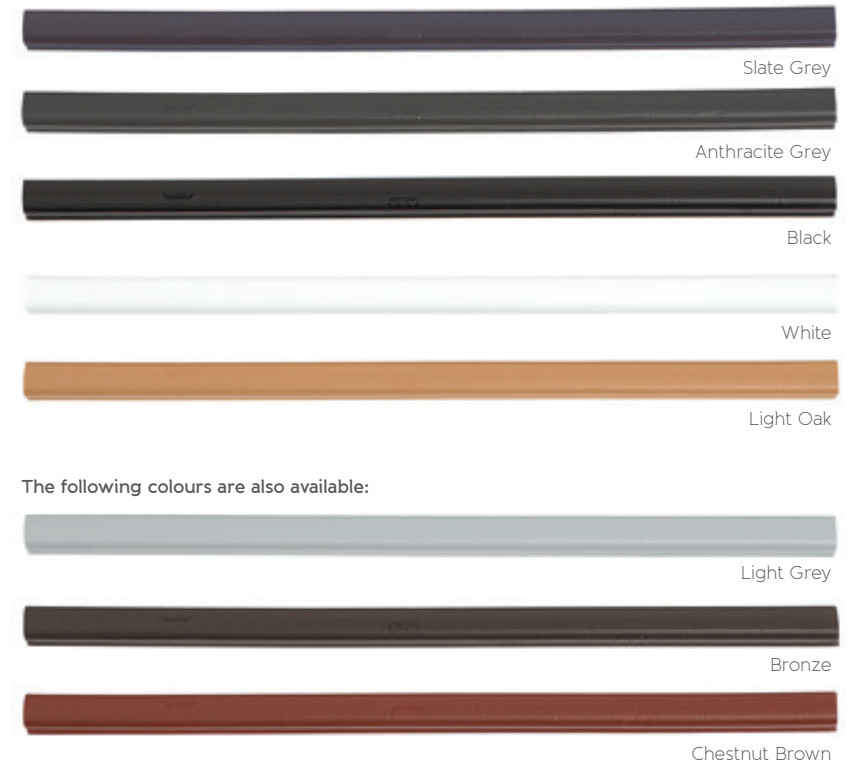 Slate Grey
Anthracite Grey
Black
White
Light Oak
The following colours are also available:
Light Grey
Bronze
Chestnut Brown